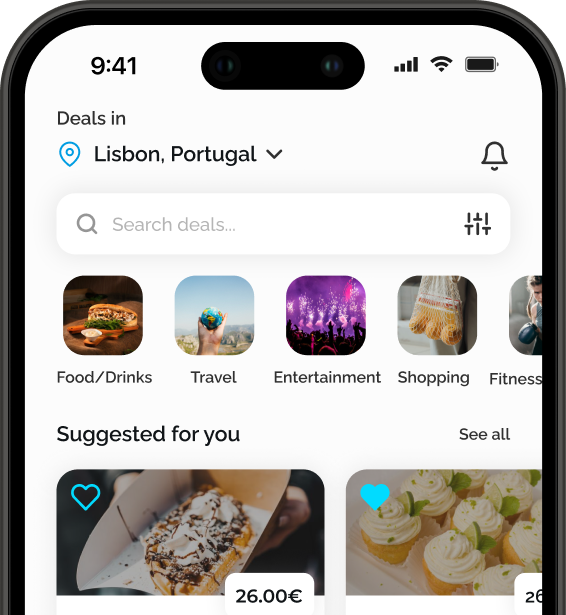 9:41
Deals in
Lisbon, Portugal
Search deals...
Food/Drinks
Travel
Entertainment
Shopping
Fitness
Suggested for you
See all
26.00€
26